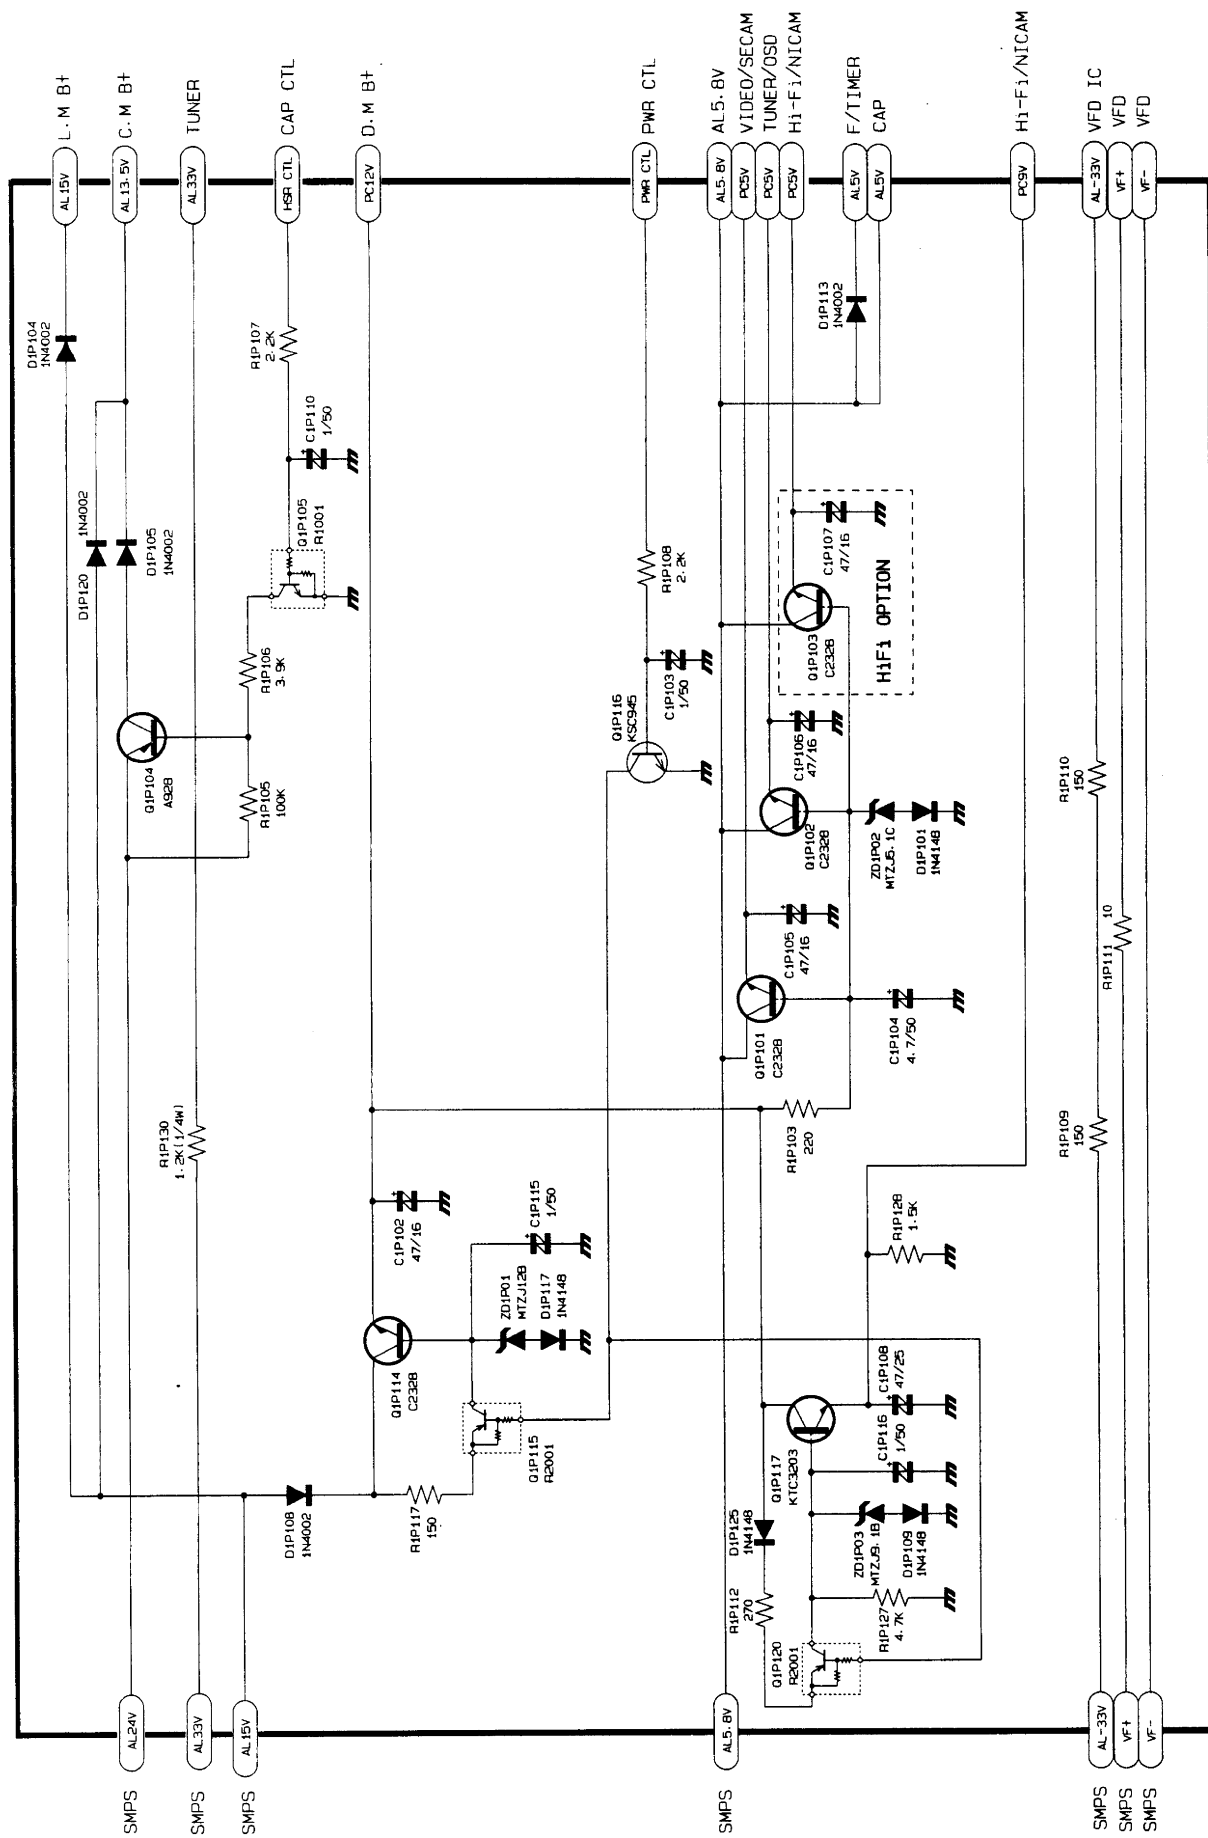 L.M B+
C.M B+
TUNER
CAP CTL
D.M B+
PWR CTL
AL5.8V
VIDEO/SECAM
TUNER/OSD
Hi-Fi/NICAM
F/TIMER
CAP
Hi-Fi/NICAM
VFD IC
VFD
VFD
AL15V
AL13.5V
AL33V
HSR CTL
PC12V
PWR CTL
AL5.8V
PC5V
PC5V
PC5V
AL5V
AL5V
PC9V
AL-33V
VF+
VF-
D1P104
1N4002
R1P107
2.2K
D1P113
1N4002
C1P110
1/50
1N4002
D1P120
D1P105
1N4002
Q1P105
R1001
R1P108
2.2K
C1P107
47/16
HiFi OPTION
Q1P103
C2328
R1P106
3.9K
C1P103
1/50
Q1P116
KSC945
Q1P104
A928
R1P105
100K
C1P106
47/16
Q1P102
C2328
ZD1P02
MTZJ5.1C
D1P101
1N4148
R1P110
150
C1P105
47/16
R1P111
10
Q1P101
C2328
C1P104
4.7/50
R1P130
1.2K(1/4W)
R1P103
220
R1P109
150
C1P102
47/16
C1P115
1/50
R1P128
1.5K
ZD1P01
MTZJ12B
D1P117
1N4148
Q1P114
C2328
C1P108
47/25
C1P116
1/50
Q1P115
R2001
Q1P117
KTC3203
D1P108
1N4002
R1P117
150
D1P125
1N4148
ZD1P03
MTZJ9.1B
D1P109
1N4148
R1P112
270
R1P127
4.7K
Q1P120
R2001
AL24V
AL33V
AL15V
AL5.8V
AL-33V
VF+
VF-
SMPS
SMPS
SMPS
SMPS
SMPS
SMPS
SMPS